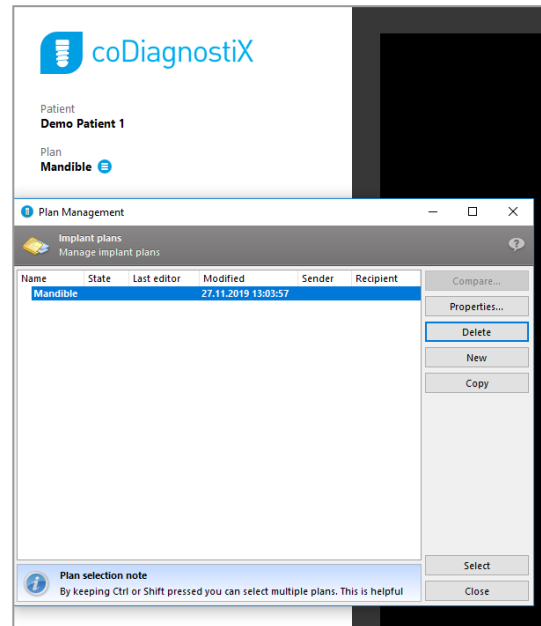 coDiagnostiX
Patient
Demo Patient 1
Plan
Mandible
Plan Management
Implant plans
Manage implant plans
Name State Last editor Modified Sender Recipient
Mandible 27.11.2019 13:03:57
Compare...
Properties...
Delete
New
Copy
Select
Close
Plan selection note
By keeping Ctrl or Shift pressed you can select multiple plans. This is helpful